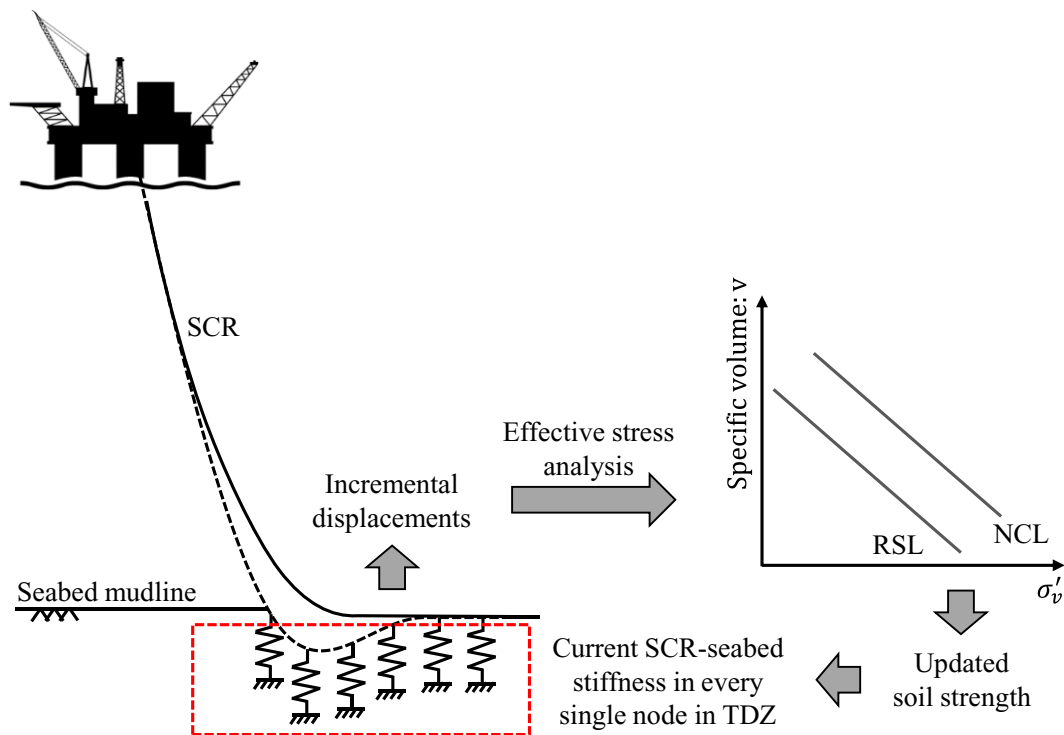 SCR
Seabed mudline
Incremental
displacements
Effective stress
analysis
Specific volume: v
RSL
NCL
σ′v
Updated
soil strength
Current SCR-seabed
stiffness in every
single node in TDZ